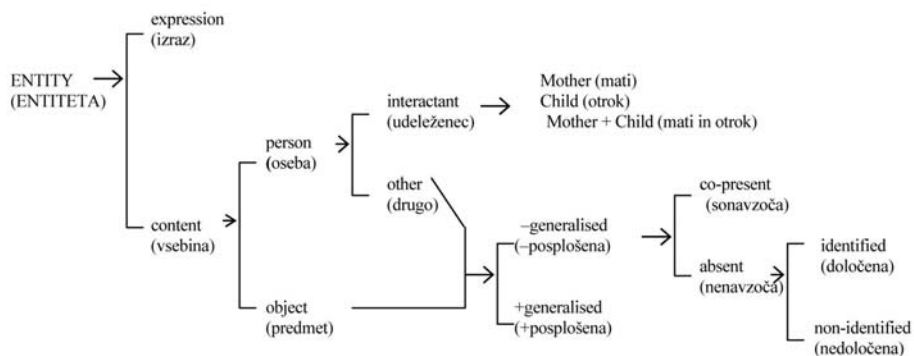 expression
(izraz)
ENTITY
(ENTITETA)
Mother (mati)
Child (otrok)
Mother + Child (mati in otrok)
interactant
(udeleženec)
person
(oseba)
other
(drugo)
co-present
(sonavzoča)
content
(vsebina)
–generalised
(–posplošena)
identified
(določena)
absent
(nenavzoča)
object
(predmet)
+generalised
(+posplošena)
non-identified
(nedoločena)